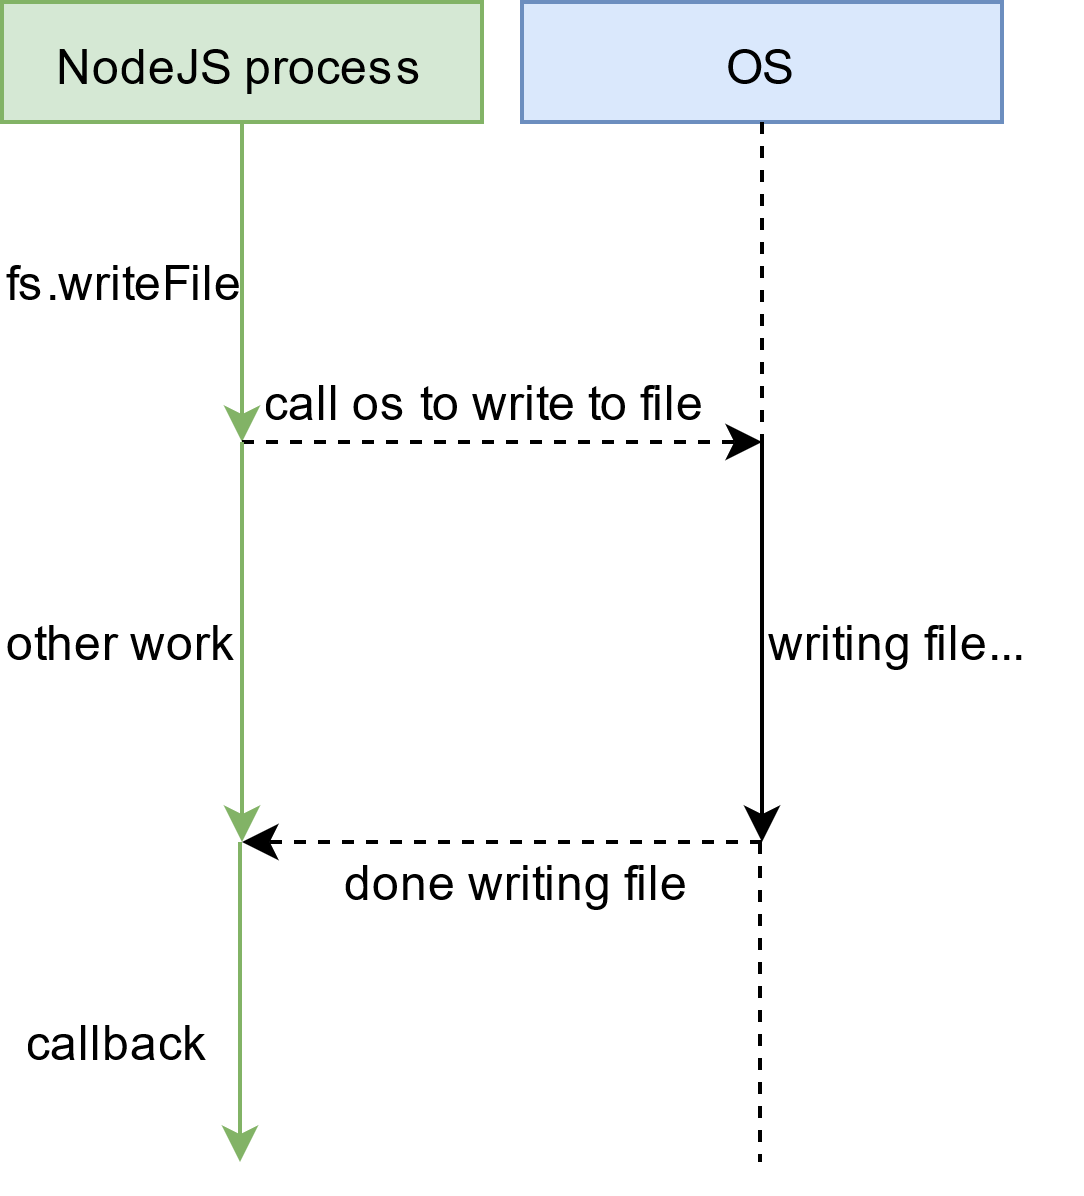 NodeJS process
OS
fs.writeFile
call os to write to file
other work
writing file...
done writing file
callback